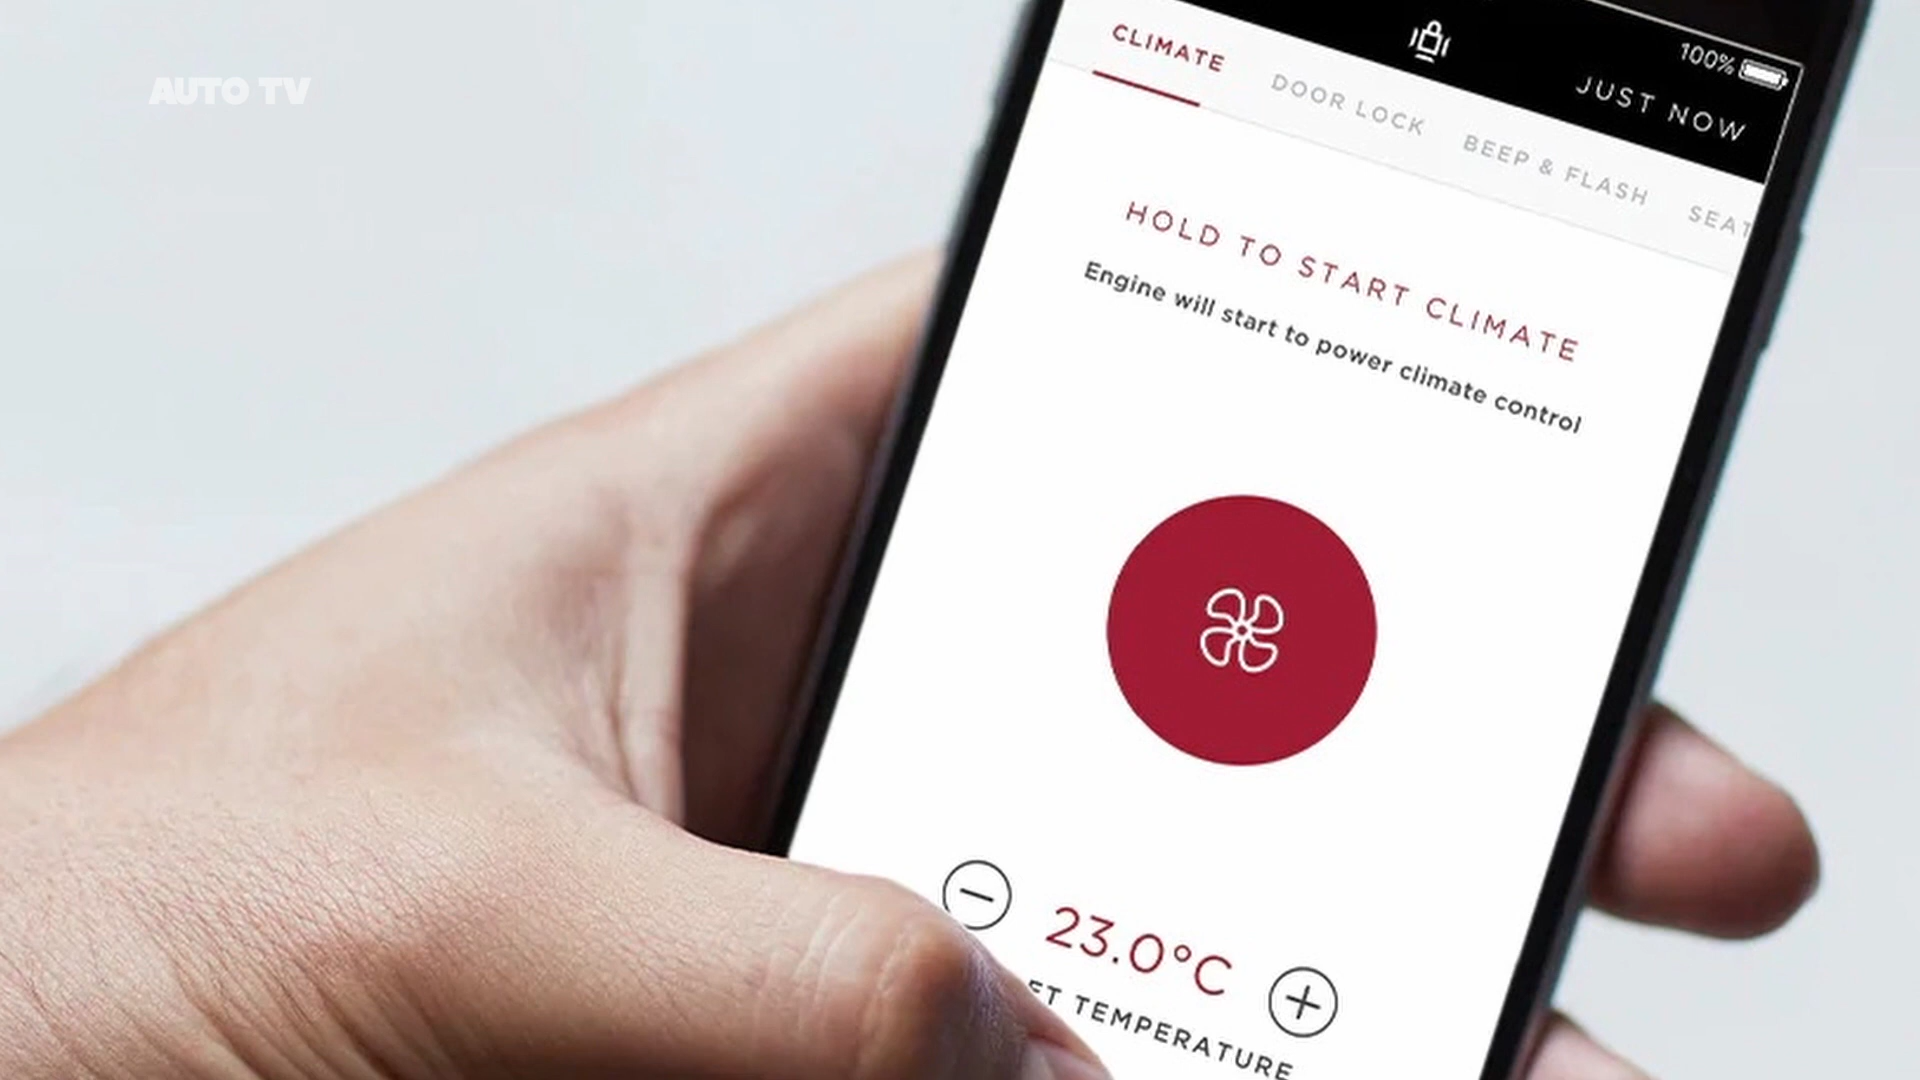 AUTO TV
100%
JUST NOW
CLIMATE
DOOR LOCK
BEEP & FLASH
HOLD TO START CLIMATE
Engine will start to power climate control
23.0°C
TEMPERATURE